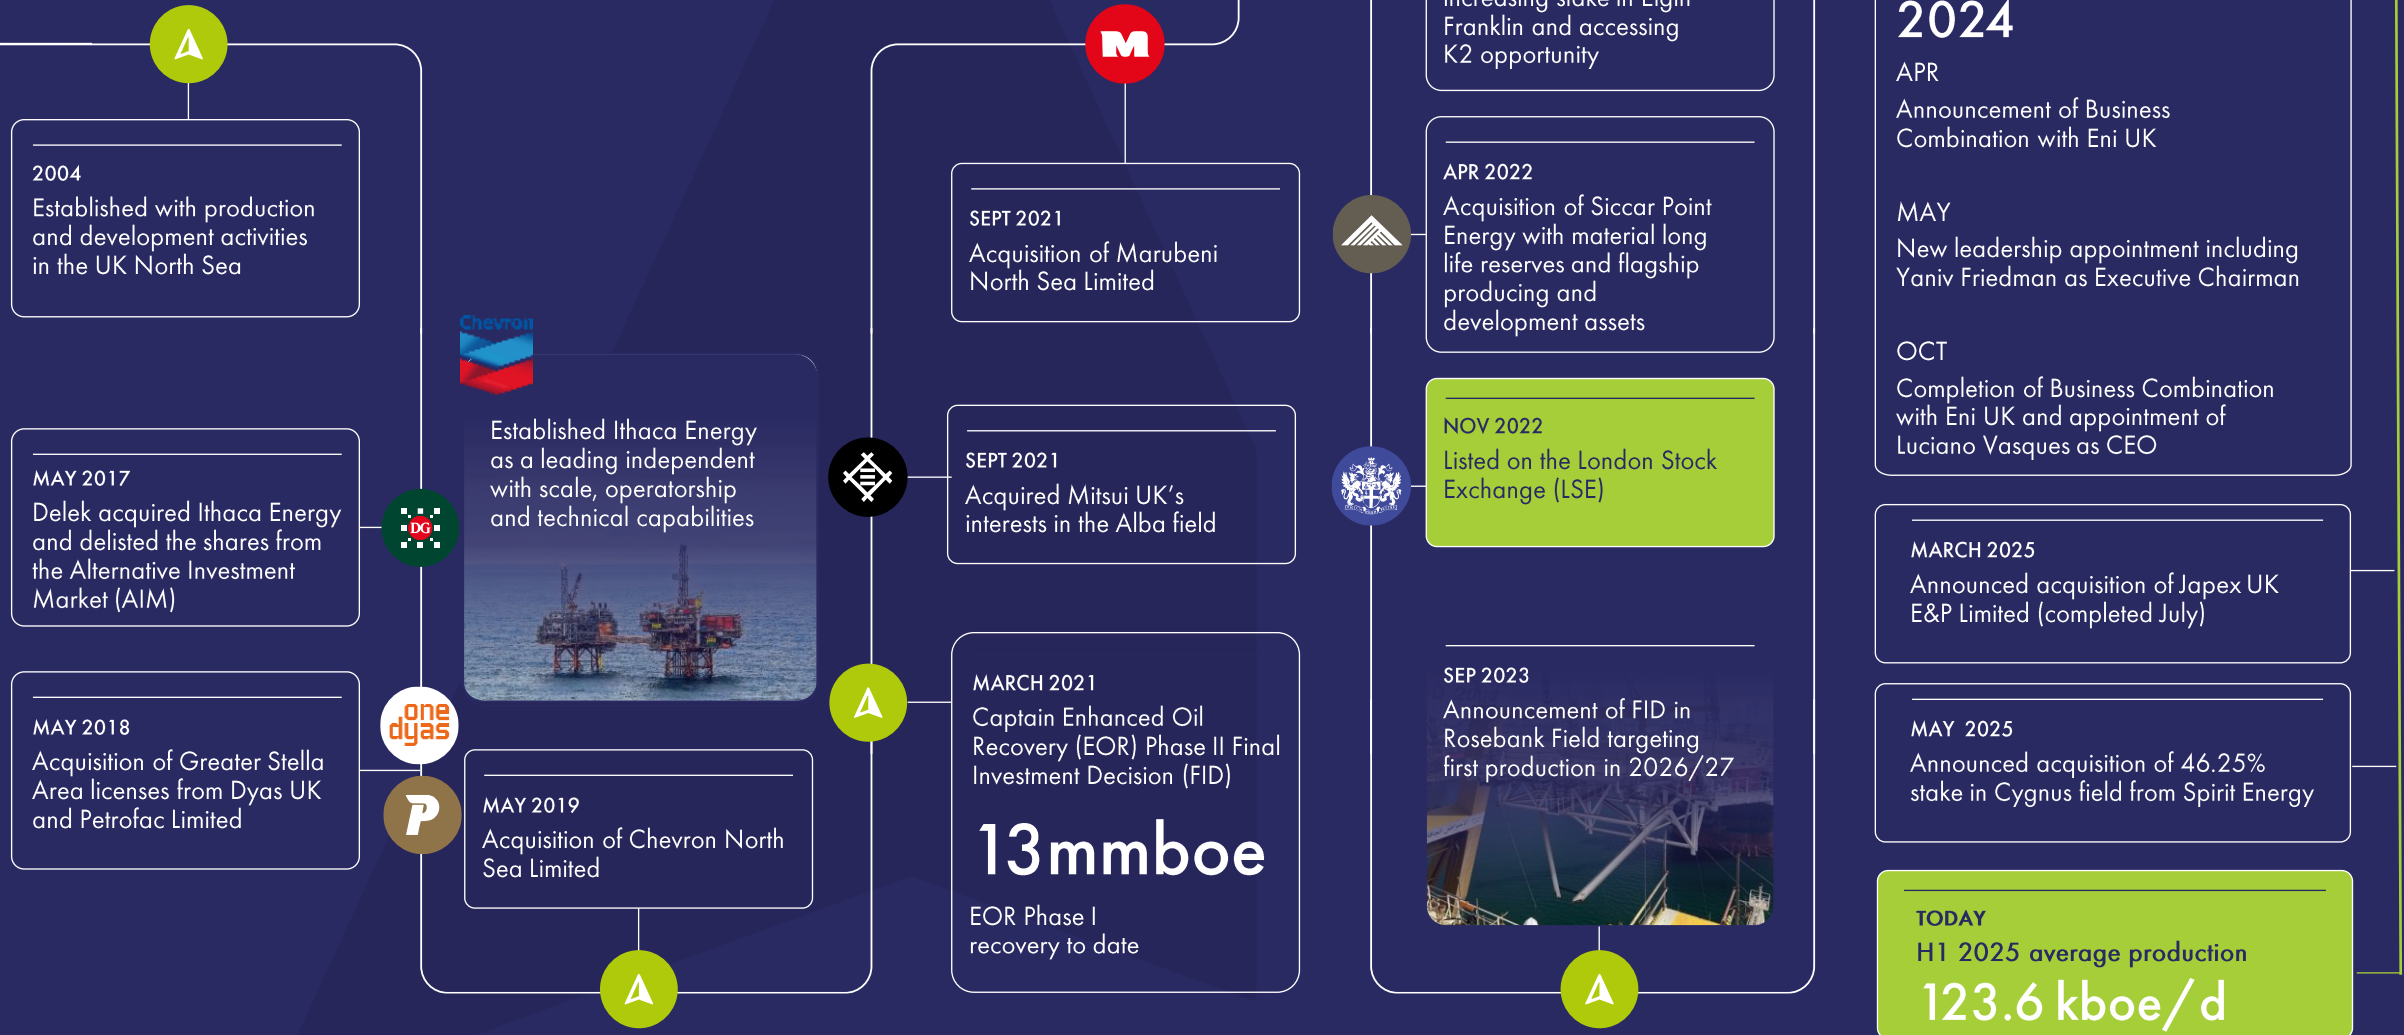 2004
Established with production
and development activities
in the UK North Sea
MAY 2017
Delek acquired Ithaca Energy
and delisted the shares from
the Alternative Investment
Market (AIM)
DG
MAY 2018
Acquisition of Greater Stella
Area licenses from Dyas UK
and Petrofac Limited
one
dyas
P
Chevron
Established Ithaca Energy
as a leading independent
with scale, operatorship
and technical capabilities
MAY 2019
Acquisition of Chevron North
Sea Limited
M
SEPT 2021
Acquisition of Marubeni
North Sea Limited
SEPT 2021
Acquired Mitsui UK’s
interests in the Alba field
MARCH 2021
Captain Enhanced Oil
Recovery (EOR) Phase II Final
Investment Decision (FID)
13mmboe
EOR Phase I
recovery to date
increasing stake in Elgin
Franklin and accessing
K2 opportunity
APR 2022
Acquisition of Siccar Point
Energy with material long
life reserves and flagship
producing and
development assets
NOV 2022
Listed on the London Stock
Exchange (LSE)
SEP 2023
Announcement of FID in
Rosebank Field targeting
first production in 2026/27
2024
APR
Announcement of Business
Combination with Eni UK
MAY
New leadership appointment including
Yaniv Friedman as Executive Chairman
OCT
Completion of Business Combination
with Eni UK and appointment of
Luciano Vasques as CEO
MARCH 2025
Announced acquisition of Japex UK
E&P Limited (completed July)
MAY 2025
Announced acquisition of 46.25%
stake in Cygnus field from Spirit Energy
TODAY
H1 2025 average production
123.6 kboe/d